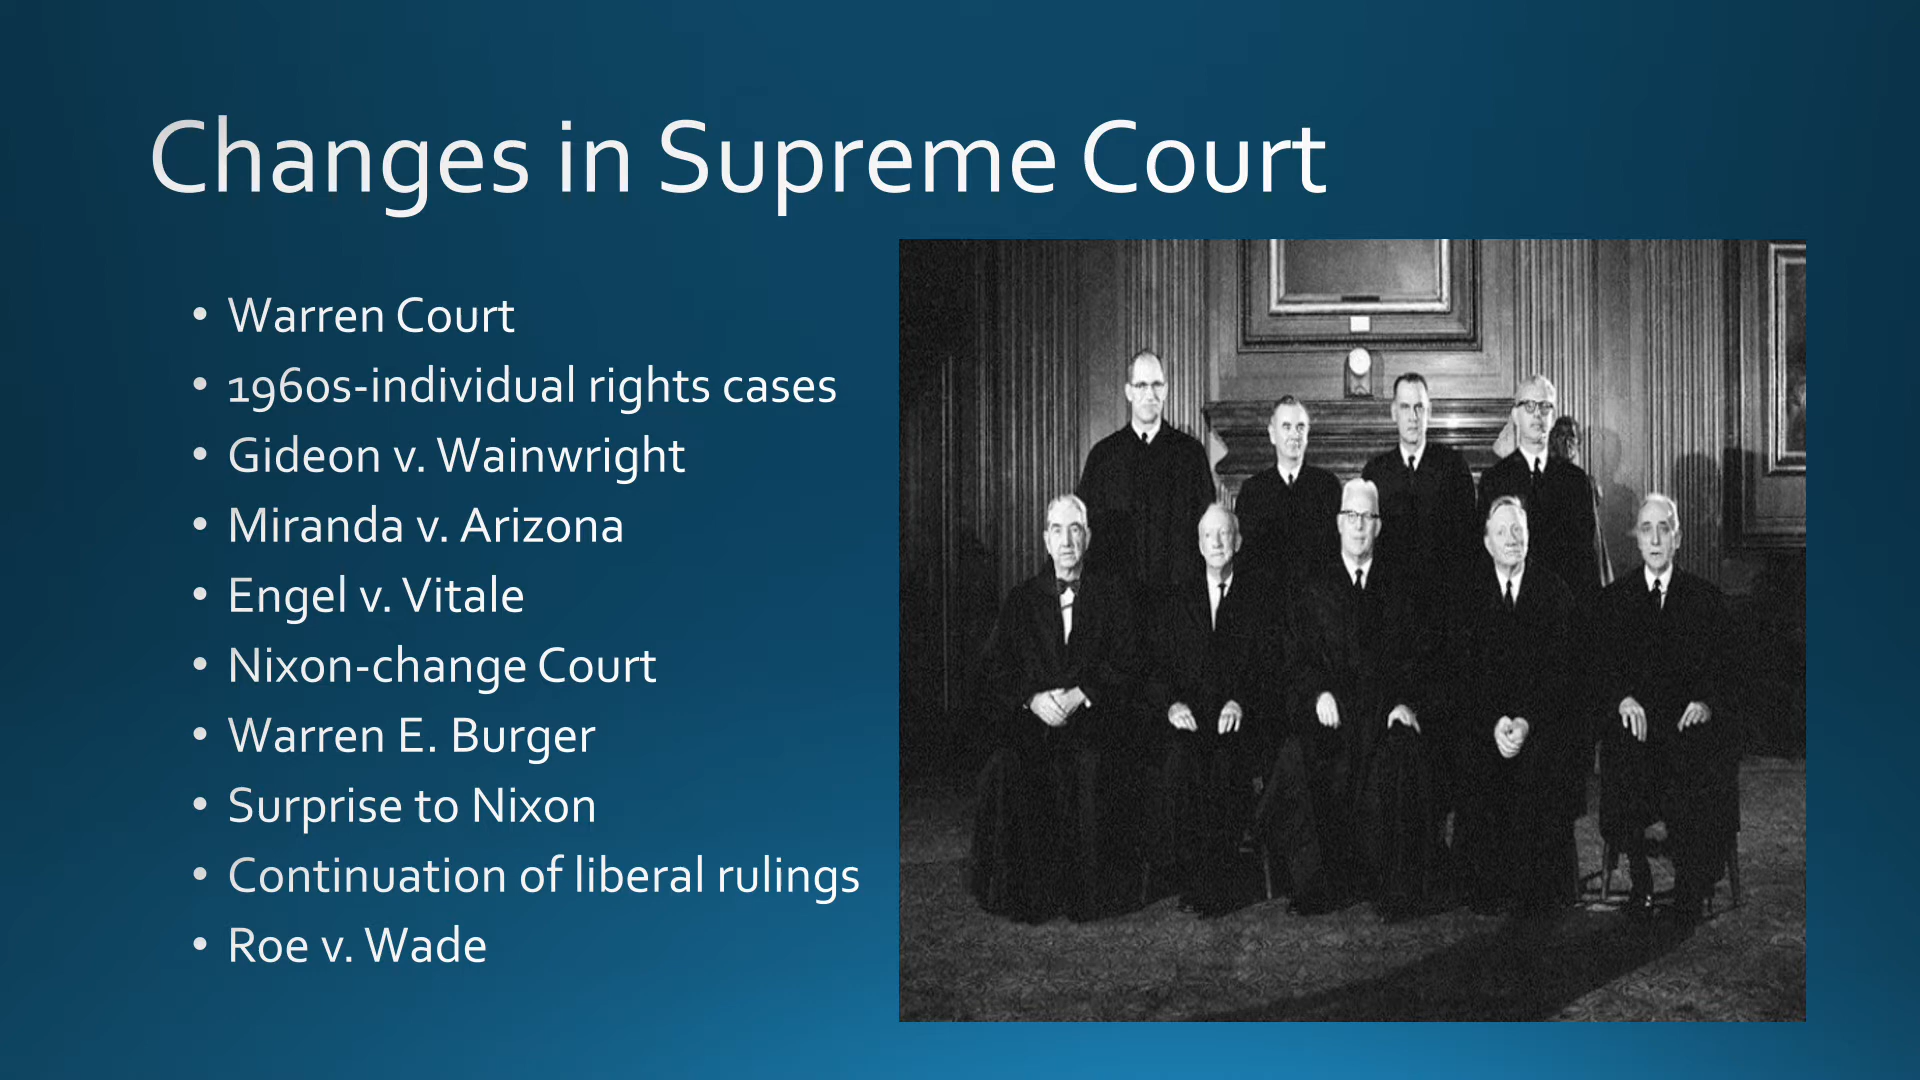 Changes in Supreme Court
• Warren Court
• 1960s-individual rights cases
• Gideon v. Wainwright
• Miranda v. Arizona
• Engel v. Vitale
• Nixon-change Court
• Warren E. Burger
• Surprise to Nixon
• Continuation of liberal rulings
• Roe v. Wade